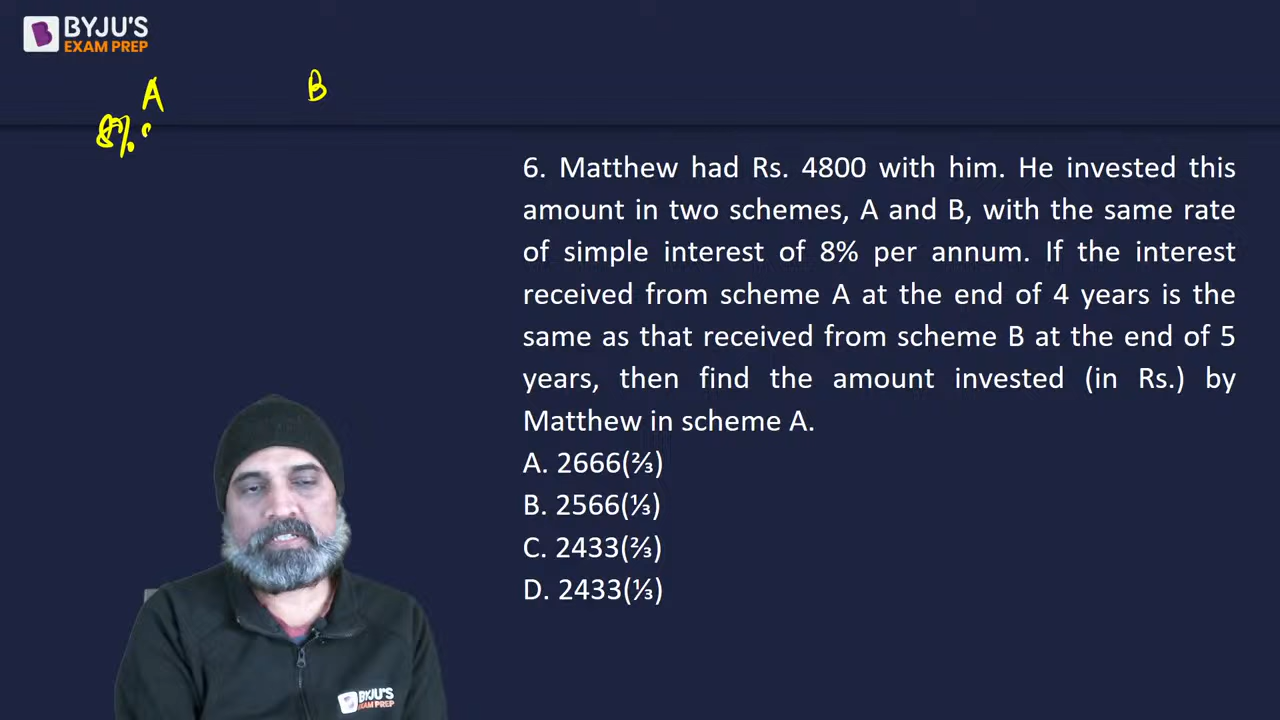 BYJU'S
EXAM PREP
A B
8%
6. Matthew had Rs. 4800 with him. He invested this
amount in two schemes, A and B, with the same rate
of simple interest of 8% per annum. If the interest
received from scheme A at the end of 4 years is the
same as that received from scheme B at the end of 5
years, then find the amount invested (in Rs.) by
Matthew in scheme A.
A. 2666(⅔)
B. 2566(⅓)
C. 2433(⅔)
D. 2433(⅓)
BYJU'S
EXAM PREP